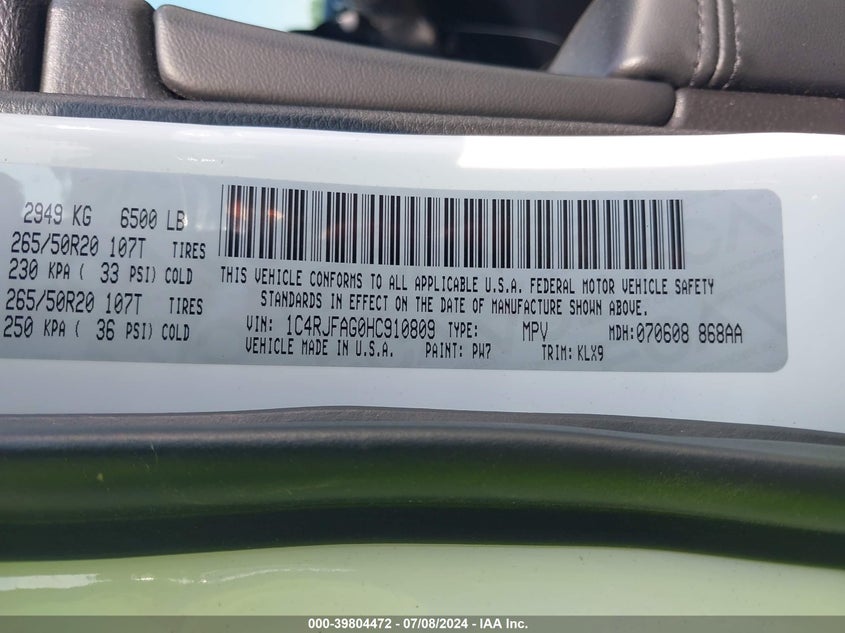 2949 KG 6500 LB
265/50R20 107T TIRES
230 KPA ( 33 PSI) COLD
265/50R20 107T TIRES
250 KPA ( 36 PSI) COLD
THIS VEHICLE CONFORMS TO ALL APPLICABLE U.S.A. FEDERAL MOTOR VEHICLE SAFETY
STANDARDS IN EFFECT ON THE DATE OF MANUFACTURE SHOWN ABOVE.
VIN: 1C4RJFAG0HC910809 TYPE: MPV MDH:070608 868AA
VEHICLE MADE IN U.S.A. PAINT: PW7 TRIM: KLX9
000-39804472 - 07/08/2024 - IAA Inc.